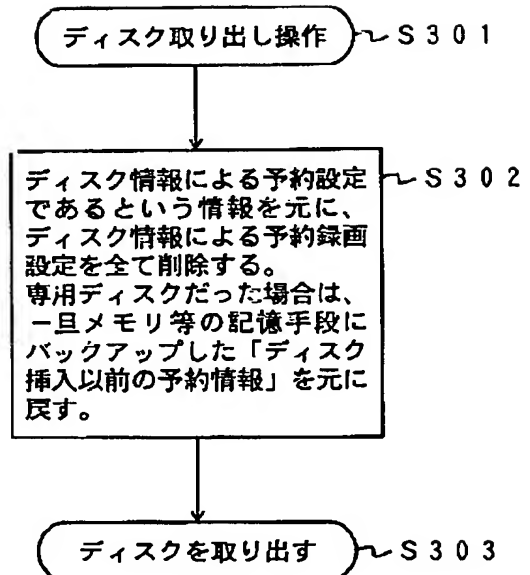 ディスク取り出し操作 S301
ディスク情報による予約設定 S302
であるという情報を元に、
ディスク情報による予約録画
設定を全て削除する。
専用ディスクだった場合は、
一旦メモリ等の記憶手段に
バックアップした「ディスク
挿入以前の予約情報」を元に
戻す。
ディスクを取り出す S303